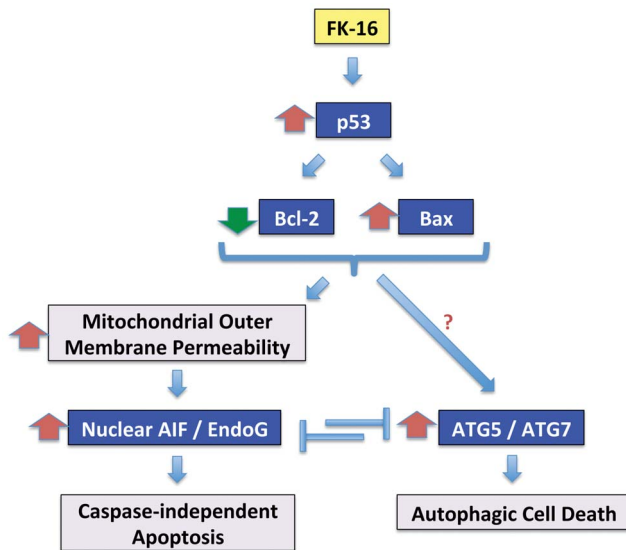 FK-16
p53
Bcl-2
Bax
?
Mitochondrial Outer
Membrane Permeability
Nuclear AIF / EndoG
ATG5 / ATG7
Caspase-independent
Apoptosis
Autophagic Cell Death